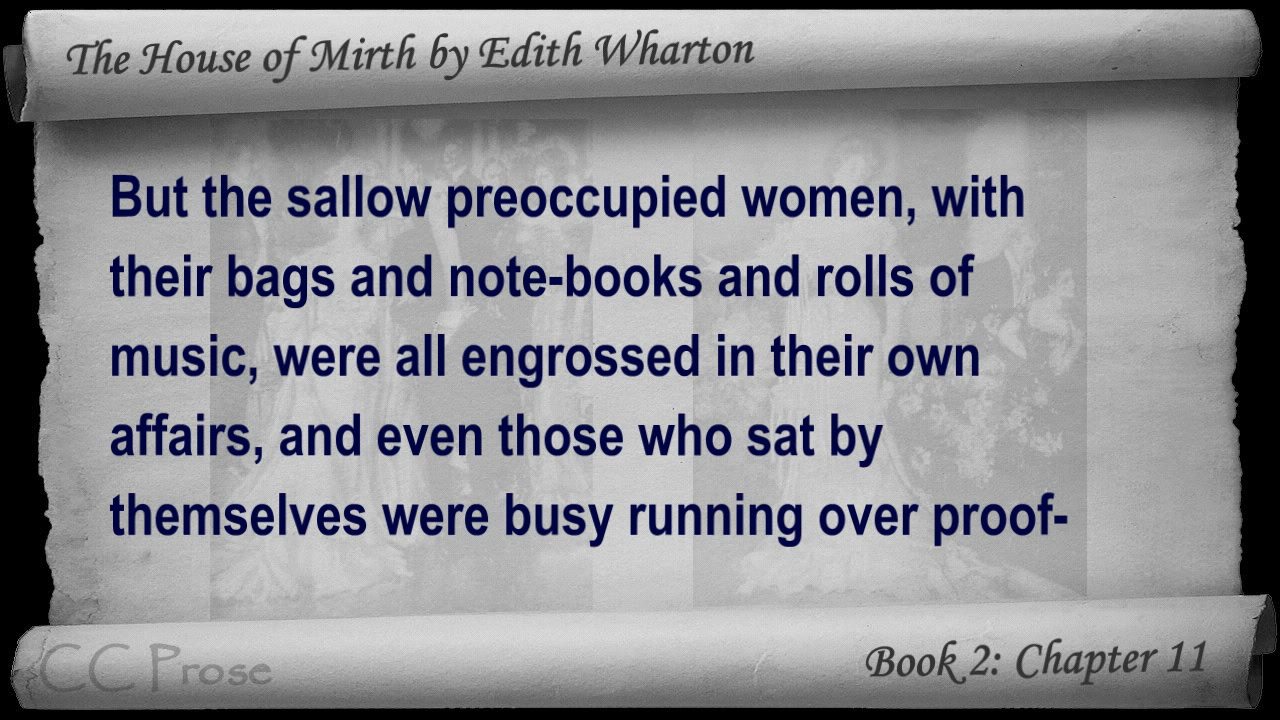 The House of Mirth by Edith Wharton
But the sallow preoccupied women, with
their bags and note-books and rolls of
music, were all engrossed in their own
affairs, and even those who sat by
themselves were busy running over proof-
CC Prose
Book 2: Chapter 11